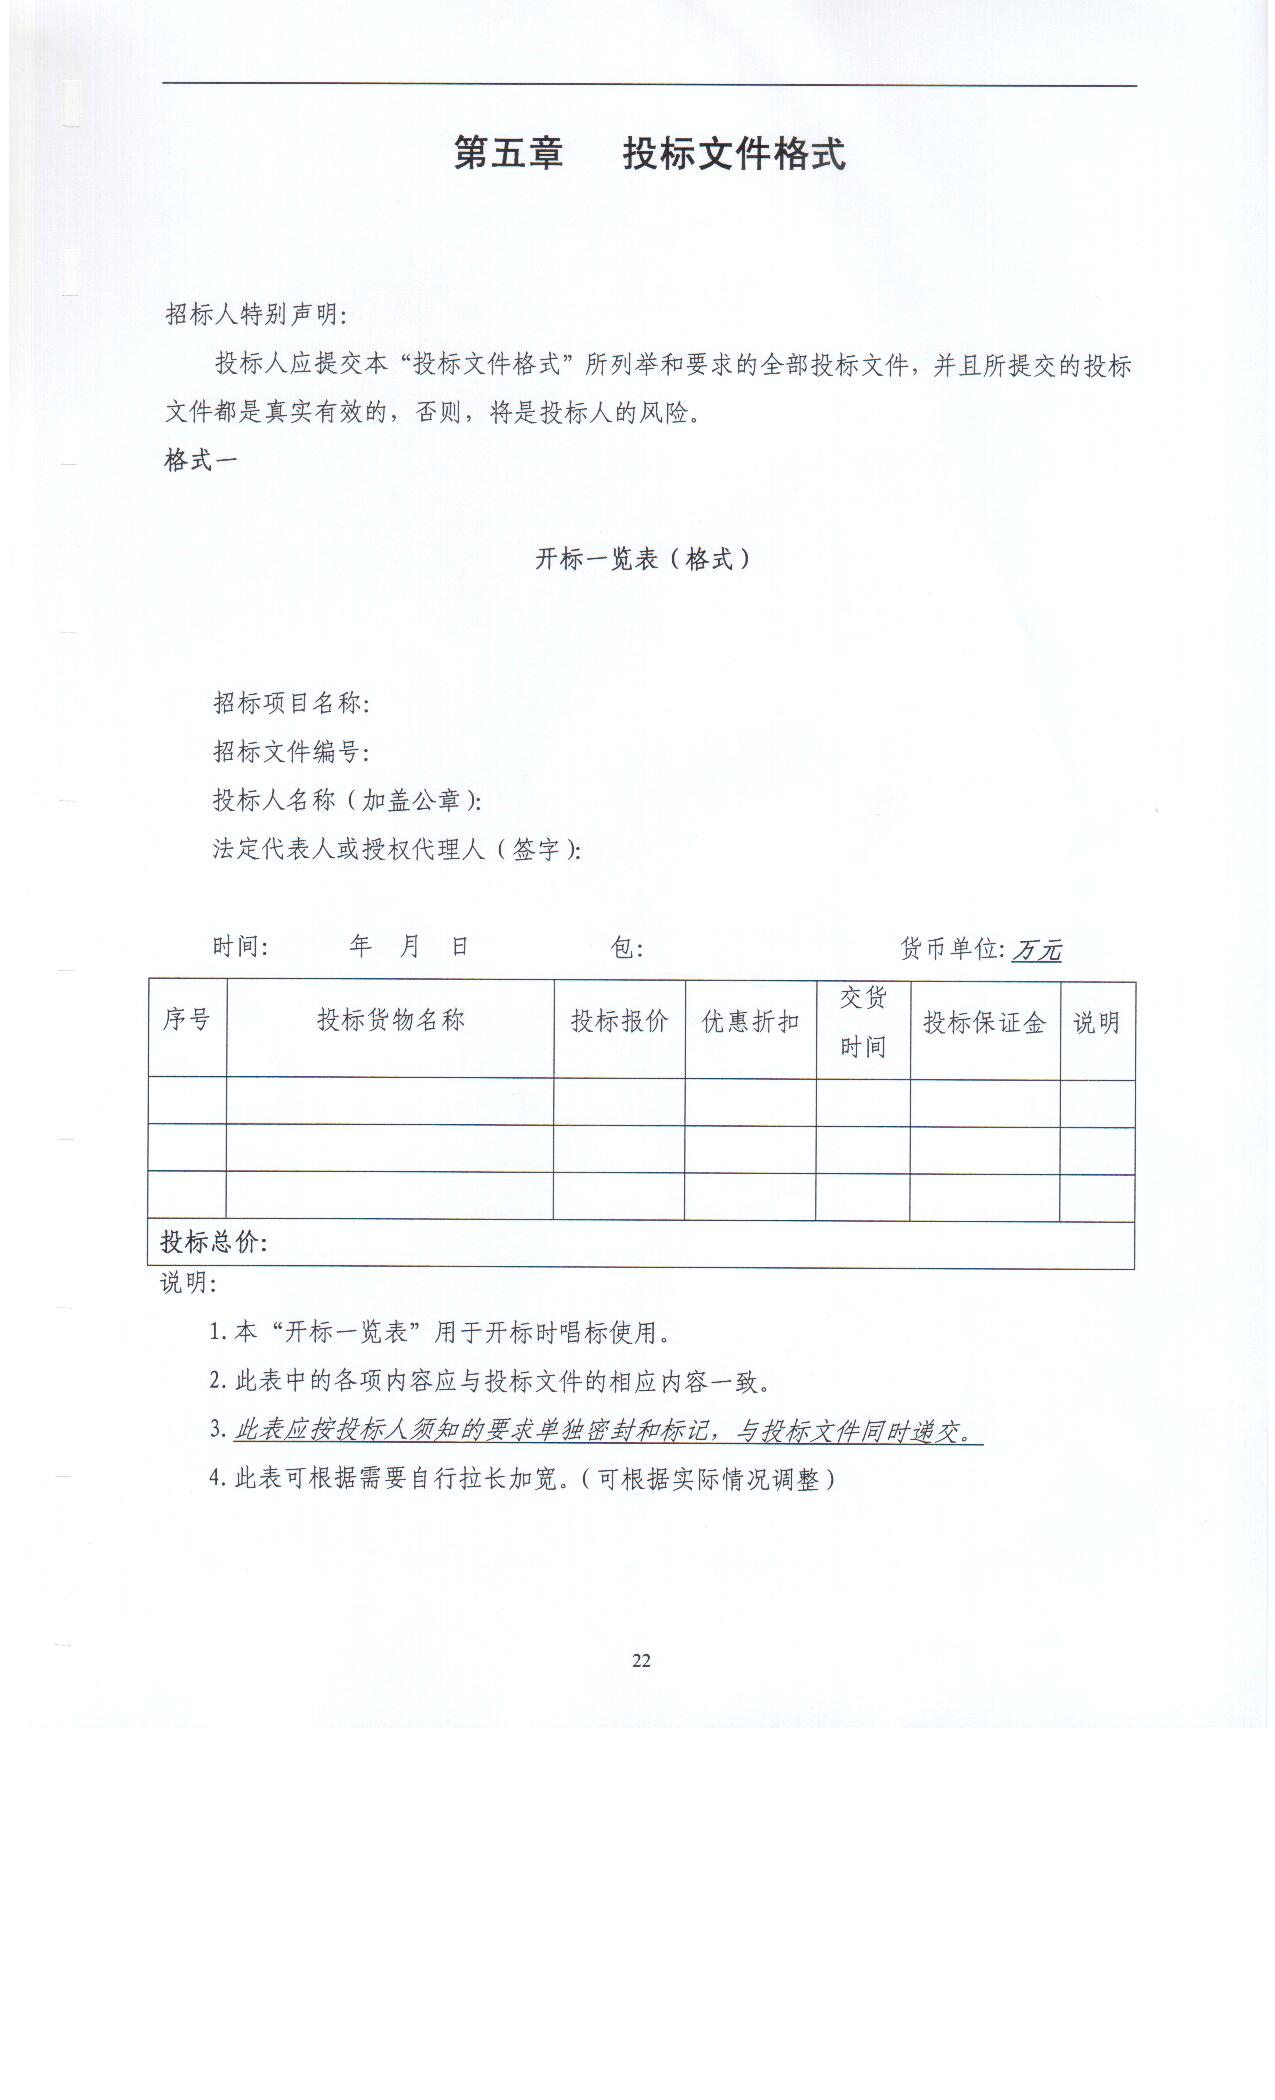 第五章 投标文件格式
招标人特别声明:
投标人应提交本“投标文件格式”所列举和要求的全部投标文件，并且所提交的投标
文件都是真实有效的，否则，将是投标人的风险。
格式一
开标一览表（格式）
招标项目名称:
招标文件编号:
投标人名称（加盖公章）:
法定代表人或授权代理人（签字）:
时间: 年 月 日 包: 货币单位: 万元
序号 投标货物名称 投标报价 优惠折扣 交货时间 投标保证金 说明
投标总价:
说明:
1. 本“开标一览表”用于开标时唱标使用。
2. 此表中的各项内容应与投标文件的相应内容一致。
3. 此表应按投标人须知的要求单独密封和标记，与投标文件同时递交。
4. 此表可根据需要自行拉长加宽。（可根据实际情况调整）
22